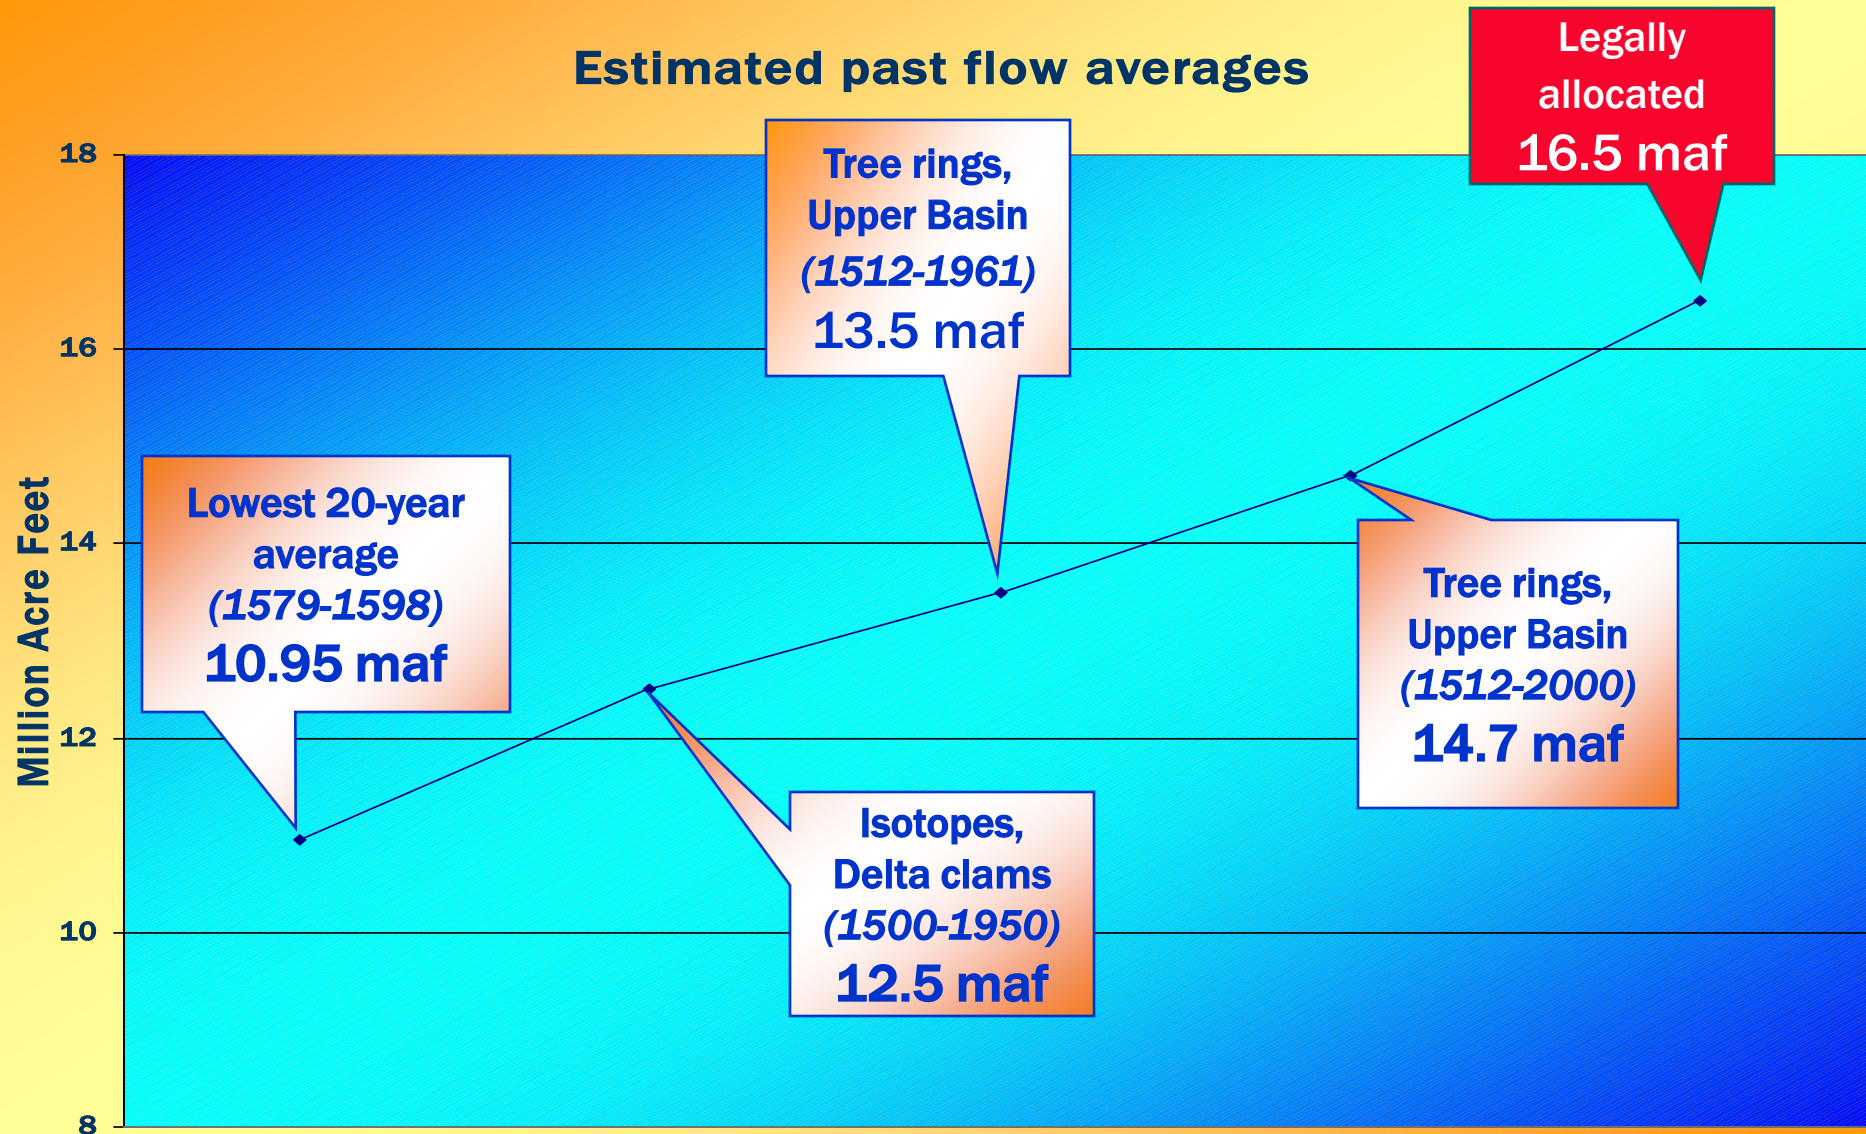 Estimated past flow averages
Legally
allocated
16.5 maf
Million Acre Feet
18
16
14
12
10
8
Tree rings,
Upper Basin
(1512-1961)
13.5 maf
Lowest 20-year
average
(1579-1598)
10.95 maf
Tree rings,
Upper Basin
(1512-2000)
14.7 maf
Isotopes,
Delta clams
(1500-1950)
12.5 maf